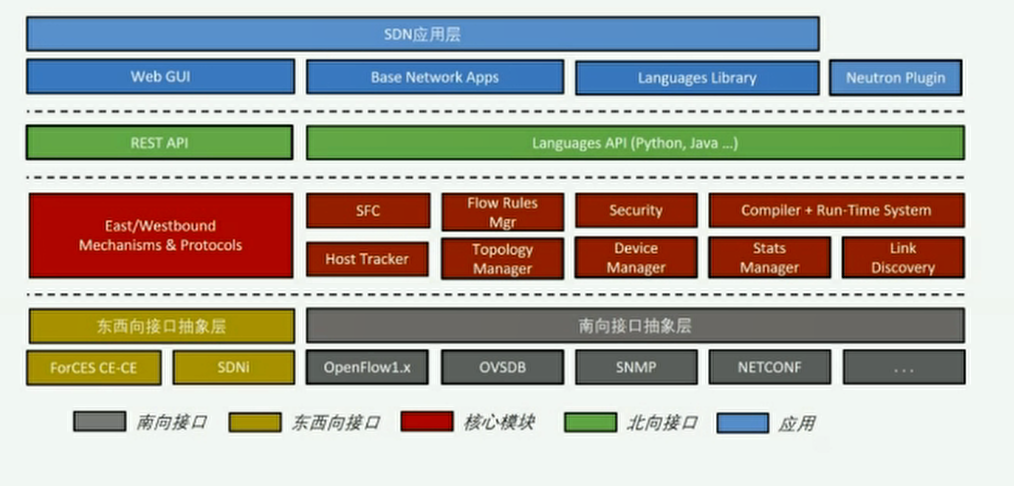 SDN应用层
Web GUI
Base Network Apps
Languages Library
Neutron Plugin
REST API
Languages API (Python, Java ...)
East/Westbound
Mechanisms & Protocols
SFC
Flow Rules
Mgr
Security
Compiler + Run-Time System
Host Tracker
Topology
Manager
Device
Manager
Stats
Manager
Link
Discovery
东西向接口抽象层
南向接口抽象层
ForCES CE-CE
SDNi
OpenFlow1.x
OVSDB
SNMP
NETCONF
...
南向接口
东西向接口
核心模块
北向接口
应用